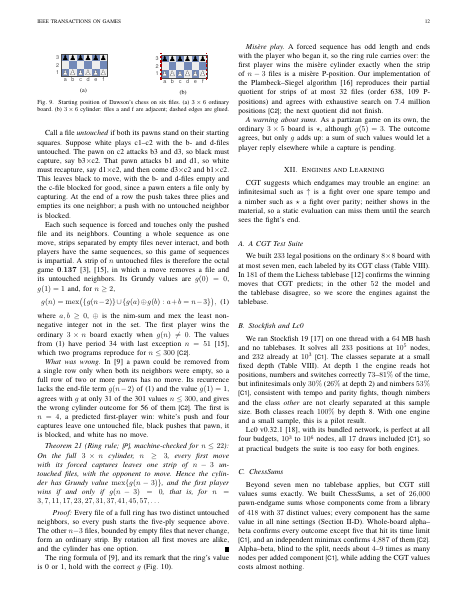 IEEE TRANSACTIONS ON GAMES
12
3
2
1
a b c d e f
(a)
3
2
1
a b c d e f
(b)
Fig. 9. Starting position of Dawson's chess on six files. (a) 3 × 6 ordinary
board. (b) 3 × 6 cylinder: files a and f are adjacent; dashed edges are glued.
Call a file untouched if both its pawns stand on their starting
squares. Suppose white plays c1–c2 with the b- and d-files
untouched. The pawn on c2 attacks b3 and d3, so black must
capture, say b3×c2. That pawn attacks b1 and d1, so white
must recapture, say d1×c2, and then come d3×c2 and b1×c2.
This leaves black to move, with the b- and d-files empty and
the c-file blocked for good, since a pawn enters a file only by
capturing. At the end of a row the push takes three plies and
empties its one neighbor; a push with no untouched neighbor
is blocked.
Each such sequence is forced and touches only the pushed
file and its neighbors. Counting a whole sequence as one
move, strips separated by empty files never interact, and both
players have the same sequences, so this game of sequences
is impartial. A strip of n untouched files is therefore the octal
game 0.137 [3], [15], in which a move removes a file and
its untouched neighbors. Its Grundy values are g(0) = 0,
g(1) = 1 and, for n ≥ 2,
g(n) = mex({g(n−2)}∪{g(a)⊕g(b) : a+b = n−3}), (1)
where a, b ≥ 0, ⊕ is the nim-sum and mex the least non-
negative integer not in the set. The first player wins the
ordinary 3 × n board exactly when g(n) ≠ 0. The values
from (1) have period 34 with last exception n = 51 [15],
which two programs reproduce for n ≤ 300 [C2].
What was wrong. In [9] a pawn could be removed from
a single row only when both its neighbors were empty, so a
full row of two or more pawns has no move. Its recurrence
lacks the end-file term g(n−2) of (1) and the value g(1) = 1,
agrees with g at only 31 of the 301 values n ≤ 300, and gives
the wrong cylinder outcome for 56 of them [C2]. The first is
n = 4, a predicted first-player win: white's push and four
captures leave one untouched file, black pushes that pawn, it
is blocked, and white has no move.
Theorem 21 (Ring rule; [P], machine-checked for n ≤ 22):
On the full 3 × n cylinder, n ≥ 3, every first move
with its forced captures leaves one strip of n − 3 un-
touched files, with the opponent to move. Hence the cylin-
der has Grundy value mex{g(n−3)}, and the first player
wins if and only if g(n − 3) = 0, that is, for n =
3, 7, 11, 17, 23, 27, 31, 37, 41, 45, 57, . . . .
Proof: Every file of a full ring has two distinct untouched
neighbors, so every push starts the five-ply sequence above.
The other n−3 files, bounded by empty files that never change,
form an ordinary strip. By rotation all first moves are alike,
and the cylinder has one option. ■
The ring formula of [9], and its remark that the ring's value
is 0 or 1, hold with the correct g (Fig. 10).
Misère play. A forced sequence has odd length and ends
with the player who began it, so the ring rule carries over: the
first player wins the misère cylinder exactly when the strip
of n − 3 files is a misère P-position. Our implementation of
the Plambeck–Siegel algorithm [16] reproduces their partial
quotient for strips of at most 32 files (order 638, 109 P-
positions) and agrees with exhaustive search on 7.4 million
positions [C2]; the next quotient did not finish.
A warning about sums. As a partizan game on its own, the
ordinary 3 × 5 board is ∗, although g(5) = 3. The outcome
agrees, but only g adds up: a sum of such values would let a
player reply elsewhere while a capture is pending.
XII. ENGINES AND LEARNING
CGT suggests which endgames may trouble an engine: an
infinitesimal such as ↑ is a fight over one spare tempo and
a nimber such as ∗ a fight over parity; neither shows in the
material, so a static evaluation can miss them until the search
sees the fight's end.
A. A CGT Test Suite
We built 233 legal positions on the ordinary 8×8 board with
at most seven men, each labeled by its CGT class (Table VIII).
In 181 of them the Lichess tablebase [12] confirms the winning
moves that CGT predicts; in the other 52 the model and
the tablebase disagree, so we score the engines against the
tablebase.
B. Stockfish and Lc0
We ran Stockfish 19 [17] on one thread with a 64 MB hash
and no tablebases. It solves all 233 positions at 10⁵ nodes,
and 232 already at 10³ [C1]. The classes separate at a small
fixed depth (Table VIII). At depth 1 the engine reads hot
positions, numbers and switches correctly 73–81% of the time,
but infinitesimals only 30% (26% at depth 2) and nimbers 53%
[C1], consistent with tempo and parity fights, though nimbers
and the class other are not clearly separated at this sample
size. Both classes reach 100% by depth 8. With one engine
and a small sample, this is a pilot result.
Lc0 v0.32.1 [18], with its bundled network, is perfect at all
four budgets, 10³ to 10⁶ nodes, all 17 draws included [C1], so
at practical budgets the suite is too easy for both engines.
C. ChessSums
Beyond seven men no tablebase applies, but CGT still
values sums exactly. We built ChessSums, a set of 26,000
pawn-endgame sums whose components come from a library
of 418 with 37 distinct values; every component has the same
value in all nine settings (Section II-D). Whole-board alpha–
beta confirms every outcome except five that hit its time limit
[C1], and an independent minimax confirms 4,887 of them [C2].
Alpha–beta, blind to the split, needs about 4–9 times as many
nodes per added component [C1], while adding the CGT values
costs almost nothing.